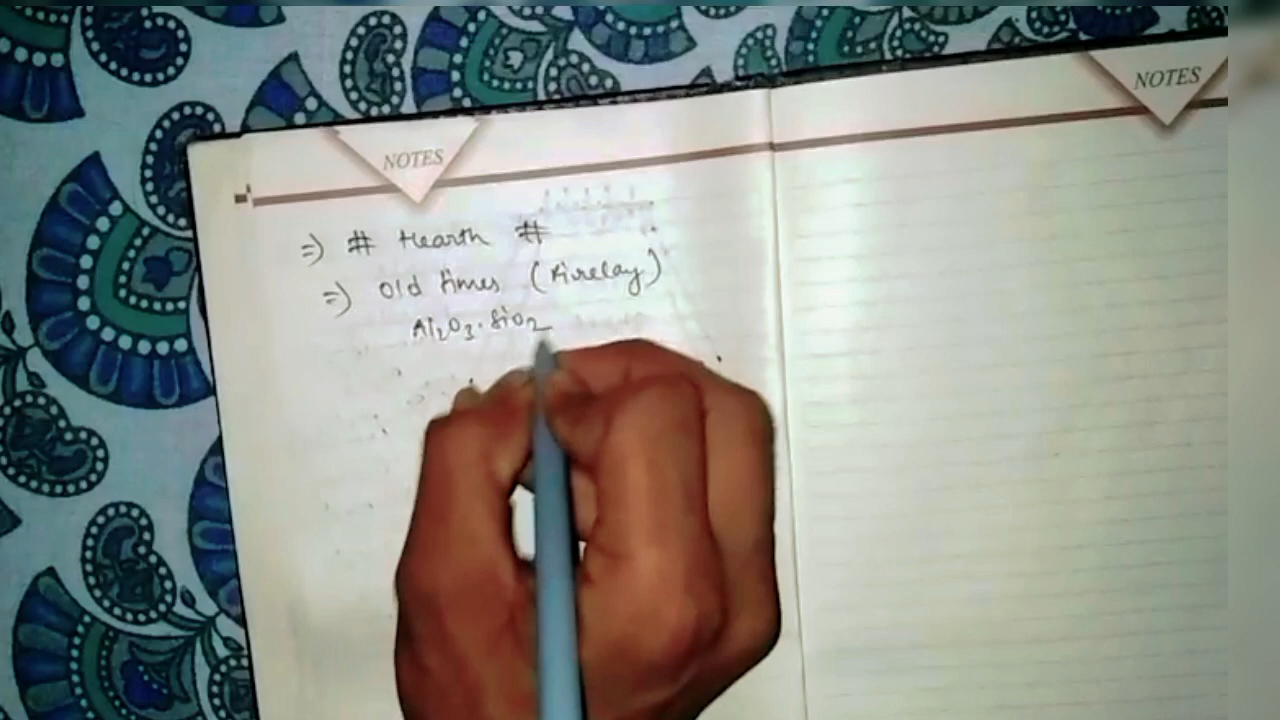 NOTES
NOTES
=) # Hearth #
=) Old times (Fireclay)
Al2O3.SiO2